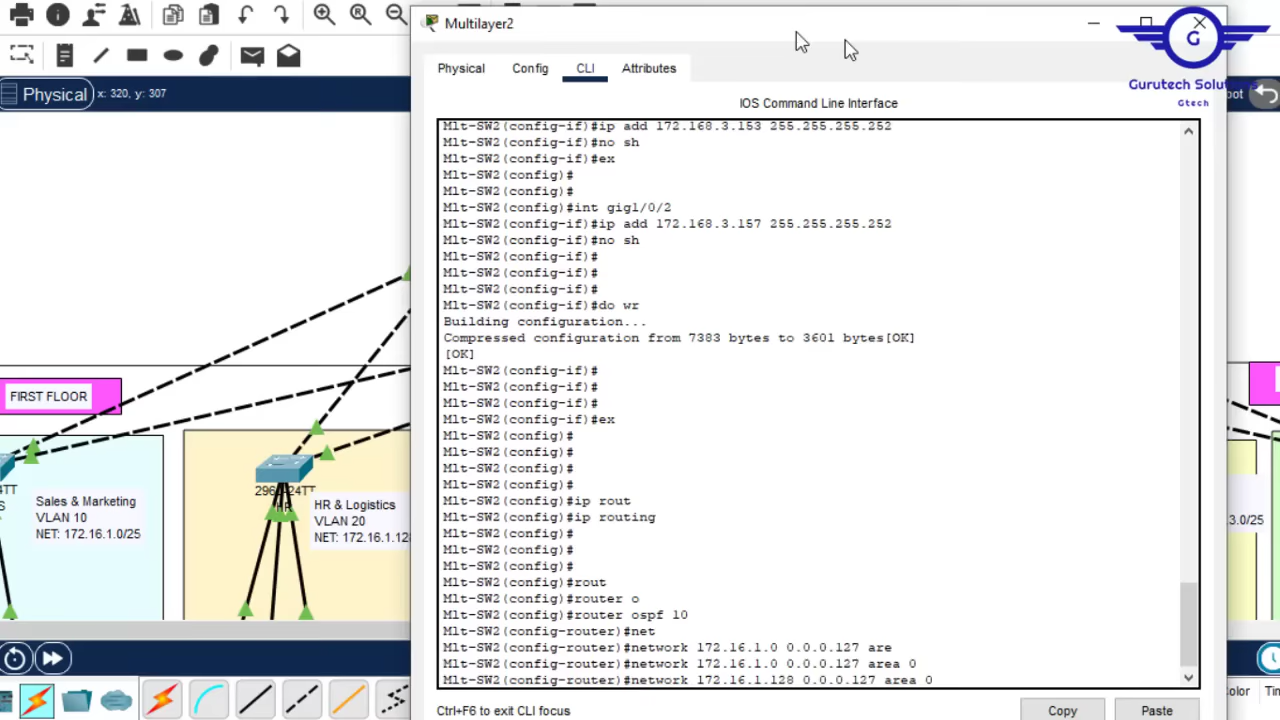 Multilayer2
G
Gurutech Solu
Gtech
Physical
x: 320, y: 307
Physical
Config
CLI
Attributes
IOS Command Line Interface
Mlt-SW2(config-if)#ip add 172.168.3.153 255.255.255.252
Mlt-SW2(config-if)#no sh
Mlt-SW2(config-if)#ex
Mlt-SW2(config)#
Mlt-SW2(config)#
Mlt-SW2(config)#int gig1/0/2
Mlt-SW2(config-if)#ip add 172.168.3.157 255.255.255.252
Mlt-SW2(config-if)#no sh
Mlt-SW2(config-if)#
Mlt-SW2(config-if)#
Mlt-SW2(config-if)#
Mlt-SW2(config-if)#do wr
Building configuration...
Compressed configuration from 7383 bytes to 3601 bytes[OK]
[OK]
Mlt-SW2(config-if)#
Mlt-SW2(config-if)#
Mlt-SW2(config-if)#
Mlt-SW2(config-if)#ex
Mlt-SW2(config)#
Mlt-SW2(config)#
Mlt-SW2(config)#
Mlt-SW2(config)#
Mlt-SW2(config)#ip rout
Mlt-SW2(config)#ip routing
Mlt-SW2(config)#
Mlt-SW2(config)#
Mlt-SW2(config)#
Mlt-SW2(config)#rout
Mlt-SW2(config)#router o
Mlt-SW2(config)#router ospf 10
Mlt-SW2(config-router)#net
Mlt-SW2(config-router)#network 172.16.1.0 0.0.0.127 are
Mlt-SW2(config-router)#network 172.16.1.0 0.0.0.127 area 0
Mlt-SW2(config-router)#network 172.16.1.128 0.0.0.127 area 0
Ctrl+F6 to exit CLI focus
Copy
Paste
FIRST FLOOR
Sales & Marketing
VLAN 10
NET: 172.16.1.0/25
HR & Logistics
VLAN 20
NET: 172.16.1.12
HR
3.0/25